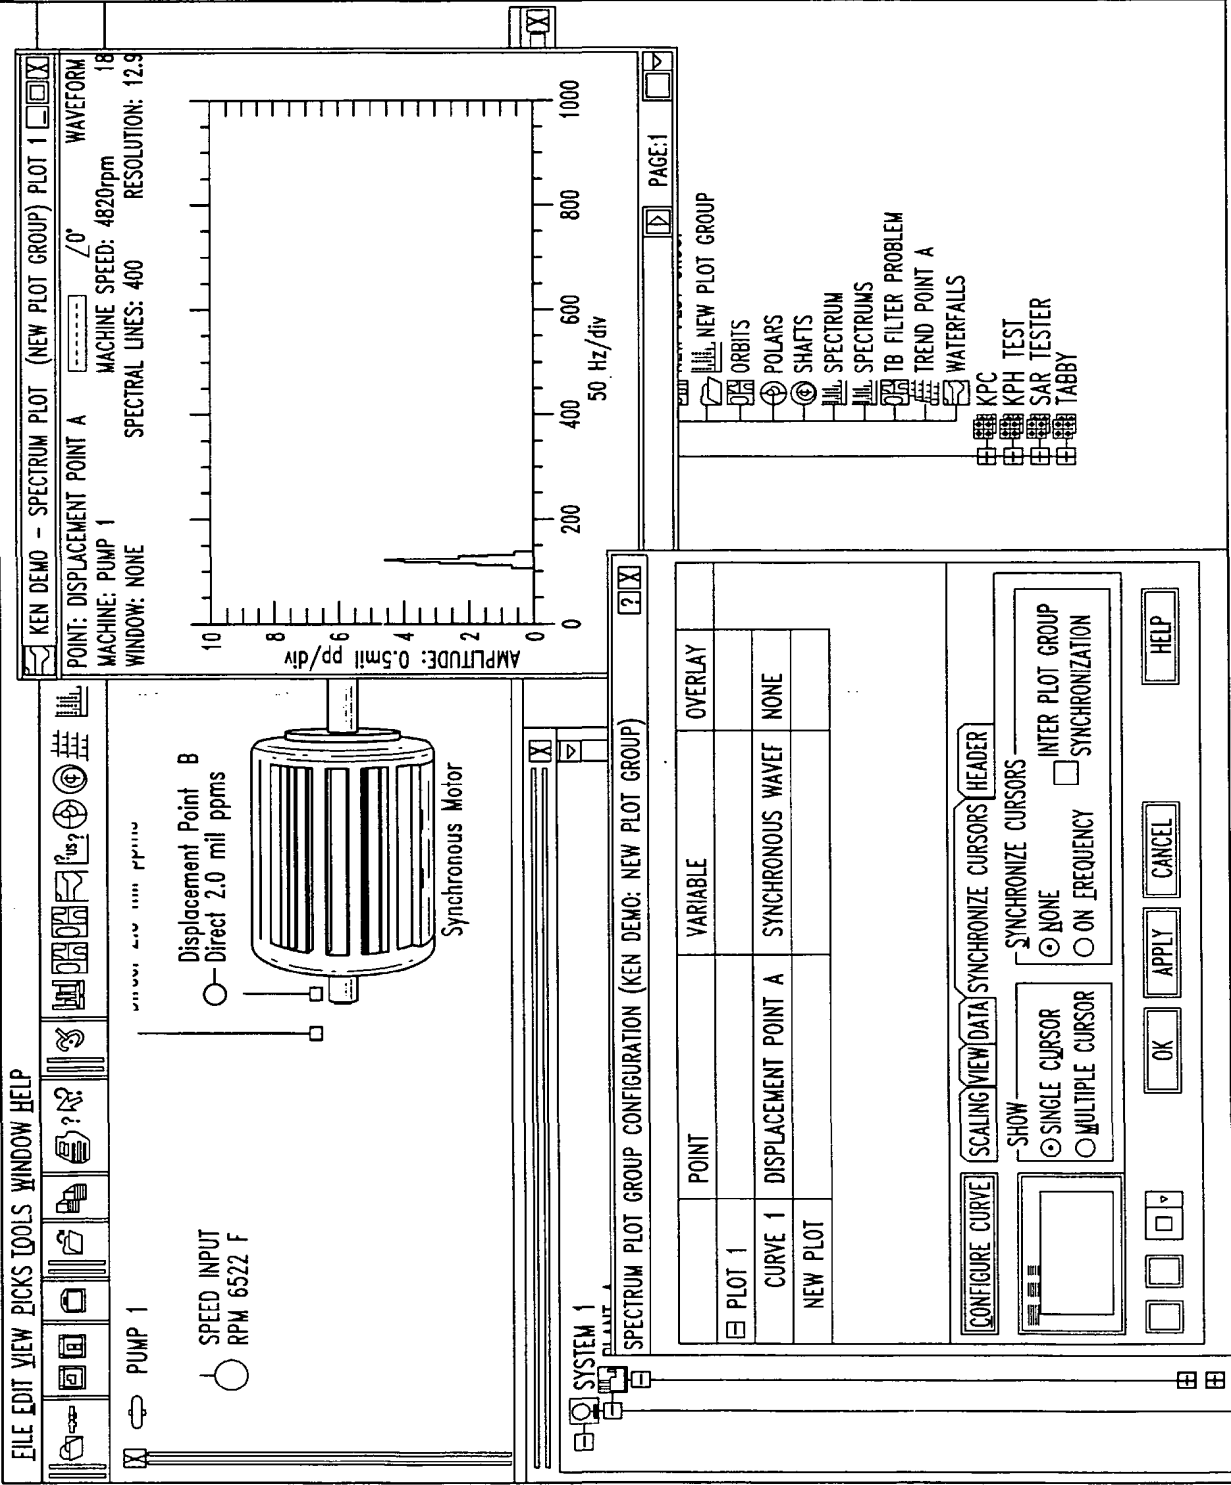 FILE EDIT VIEW PICKS TOOLS WINDOW HELP
?
"us?
PUMP 1
SPEED INPUT
RPM 6522 F
Displacement Point B
Direct 2.0 mil ppms
Synchronous Motor
KEN DEMO - SPECTRUM PLOT (NEW PLOT GROUP) PLOT 1
POINT: DISPLACEMENT POINT A /0° WAVEFORM
MACHINE: PUMP 1 MACHINE SPEED: 4820rpm 18
WINDOW: NONE SPECTRAL LINES: 400 RESOLUTION: 12.9
AMPLITUDE: 0.5mil pp/div
10
8
6
4
2
0
0 200 400 600 800 1000
50 Hz/div
PAGE:1
SYSTEM 1
NEW PLOT GROUP
ORBITS
POLARS
SHAFTS
SPECTRUM
SPECTRUMS
TB FILTER PROBLEM
TREND POINT A
WATERFALLS
KPC
KPH TEST
SAR TESTER
TABBY
SPECTRUM PLOT GROUP CONFIGURATION (KEN DEMO: NEW PLOT GROUP) ? X
POINT VARIABLE OVERLAY
PLOT 1
CURVE 1 DISPLACEMENT POINT A SYNCHRONOUS WAVEF NONE
NEW PLOT
CONFIGURE CURVE SCALING VIEW DATA SYNCHRONIZE CURSORS HEADER
SHOW
SINGLE CURSOR
MULTIPLE CURSOR
SYNCHRONIZE CURSORS
NONE
ON FREQUENCY
INTER PLOT GROUP
SYNCHRONIZATION
OK APPLY CANCEL HELP